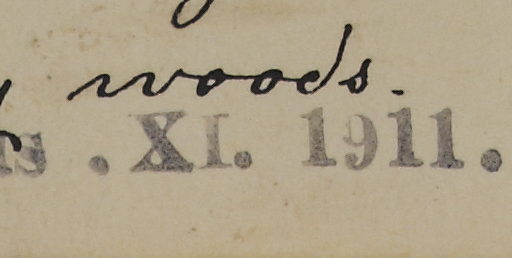 woods.
. XI. 1911.